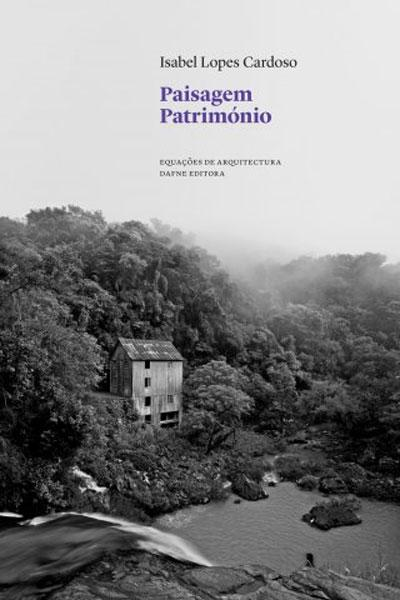 Isabel Lopes Cardoso
Paisagem
Património
EQUAÇÕES DE ARQUITECTURA
DAFNE EDITORA